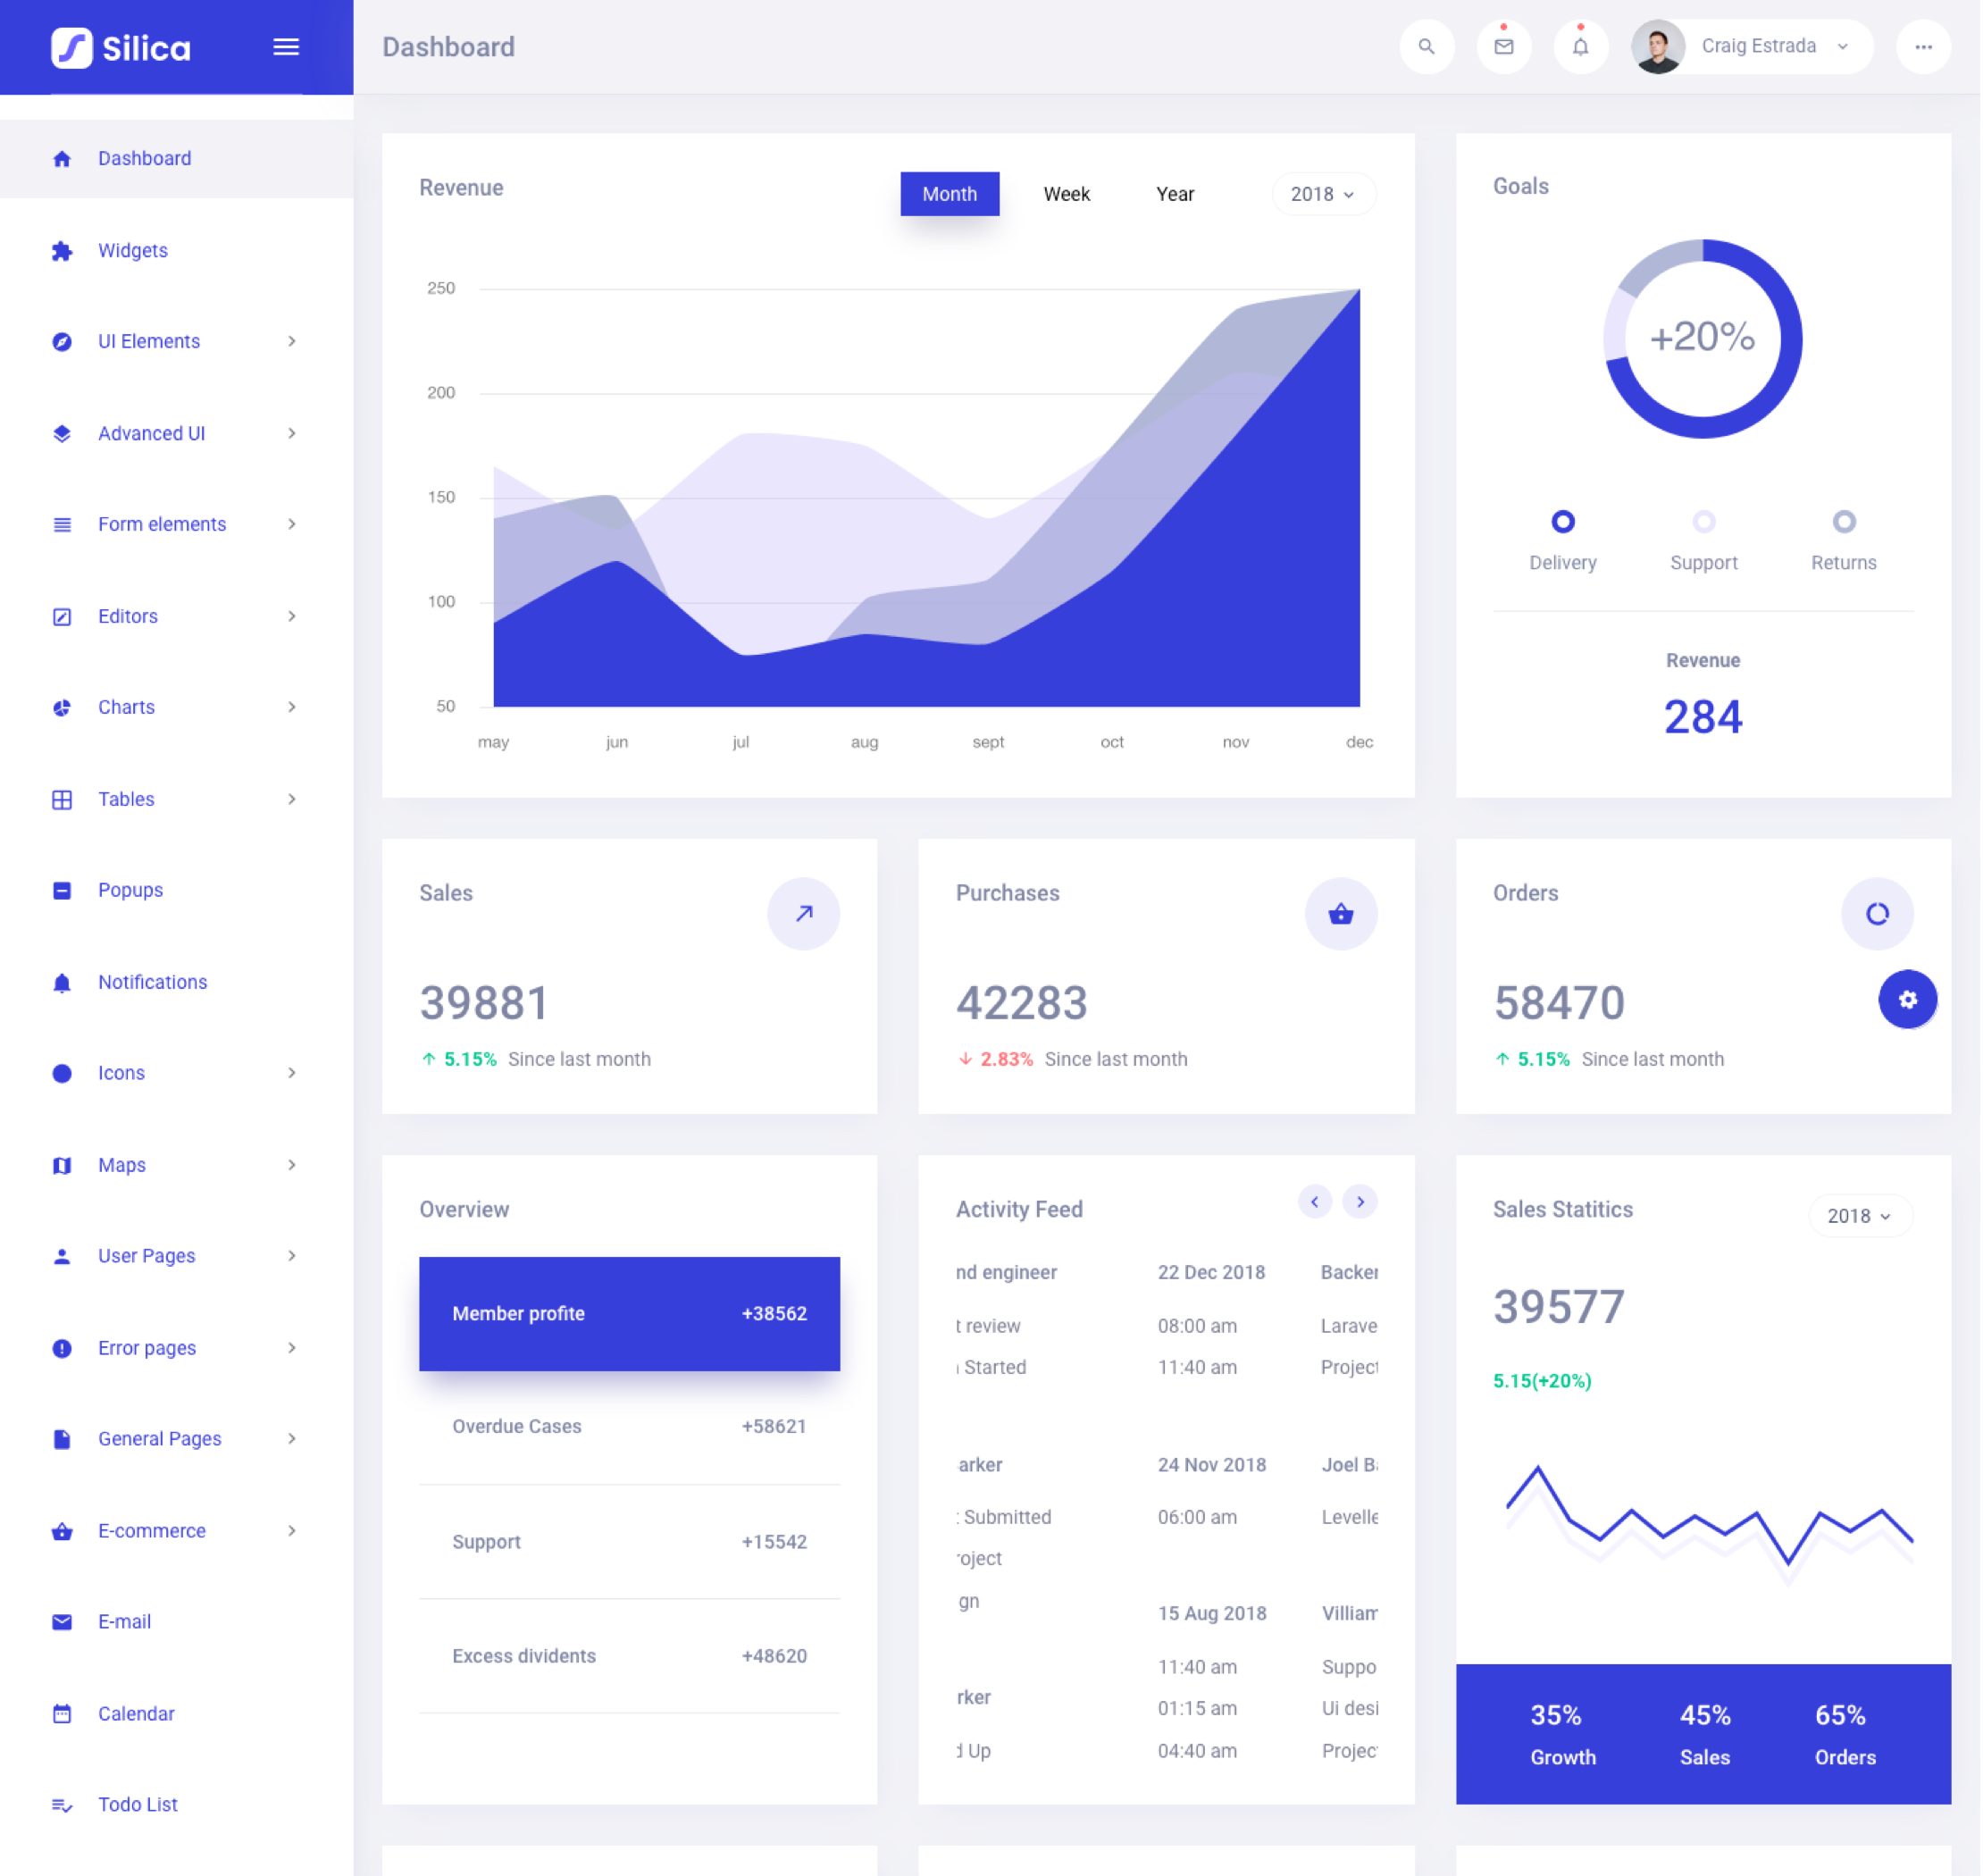 Silica
Dashboard
Craig Estrada
Dashboard
Widgets
UI Elements
Advanced UI
Form elements
Editors
Charts
Tables
Popups
Notifications
Icons
Maps
User Pages
Error pages
General Pages
E-commerce
E-mail
Calendar
Todo List
Revenue
Month Week Year 2018
250
200
150
100
50
may jun jul aug sept oct nov dec
Goals
+20%
Delivery Support Returns
Revenue
284
Sales
39881
5.15% Since last month
Purchases
42283
2.83% Since last month
Orders
58470
5.15% Since last month
Overview
Member profite +38562
Overdue Cases +58621
Support +15542
Excess dividents +48620
Activity Feed
nd engineer 22 Dec 2018
review 08:00 am
Started 11:40 am Project
arker 24 Nov 2018 Joel
Submitted 06:00 am
oject
gn
15 Aug 2018
11:40 am
rker
01:15 am Ui desi
Up 04:40 am
Sales Statitics
2018
39577
5.15(+20%)
35% 45% 65%
Growth Sales Orders